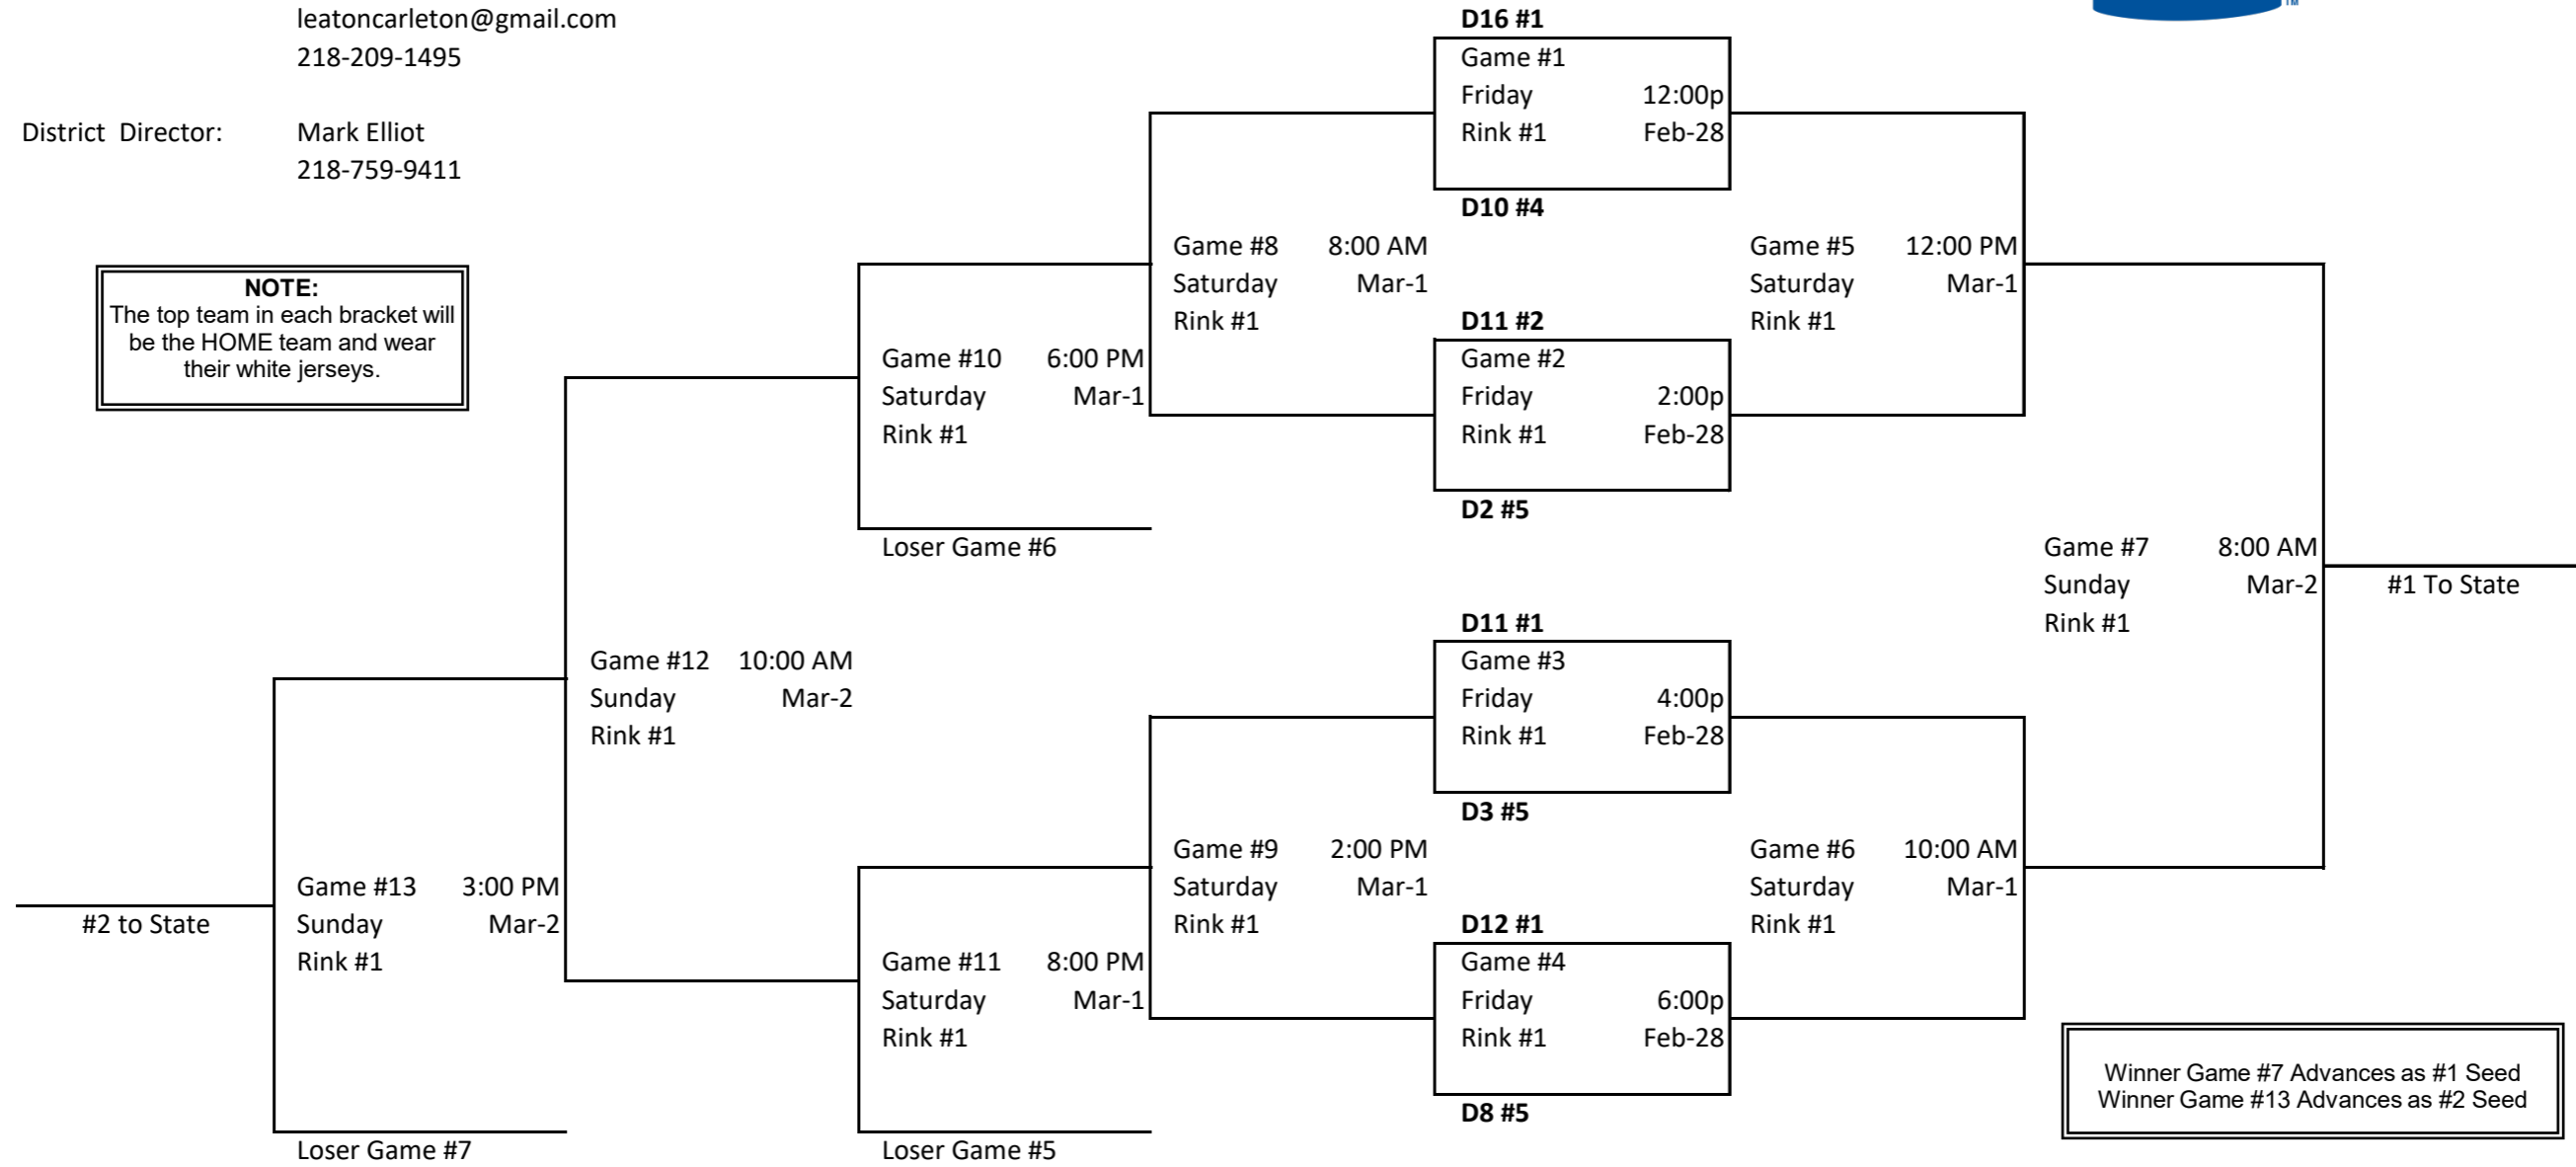 leatoncarleton@gmail.com
218-209-1495
District Director: Mark Elliot
218-759-9411
NOTE:
The top team in each bracket will
be the HOME team and wear
their white jerseys.
TM
D16 #1
Game #1
Friday 12:00p
Rink #1 Feb-28
D10 #4
Game #8 8:00 AM
Saturday Mar-1
Rink #1
Game #5 12:00 PM
Saturday Mar-1
Rink #1
D11 #2
Game #2
Friday 2:00p
Rink #1 Feb-28
D2 #5
Game #10 6:00 PM
Saturday Mar-1
Rink #1
Loser Game #6
Game #7 8:00 AM
Sunday Mar-2
Rink #1
#1 To State
D11 #1
Game #3
Friday 4:00p
Rink #1 Feb-28
D3 #5
Game #12 10:00 AM
Sunday Mar-2
Rink #1
Game #9 2:00 PM
Saturday Mar-1
Rink #1
Game #6 10:00 AM
Saturday Mar-1
Rink #1
#2 to State
Game #13 3:00 PM
Sunday Mar-2
Rink #1
Loser Game #7
D12 #1
Game #4
Friday 6:00p
Rink #1 Feb-28
D8 #5
Game #11 8:00 PM
Saturday Mar-1
Rink #1
Loser Game #5
Winner Game #7 Advances as #1 Seed
Winner Game #13 Advances as #2 Seed